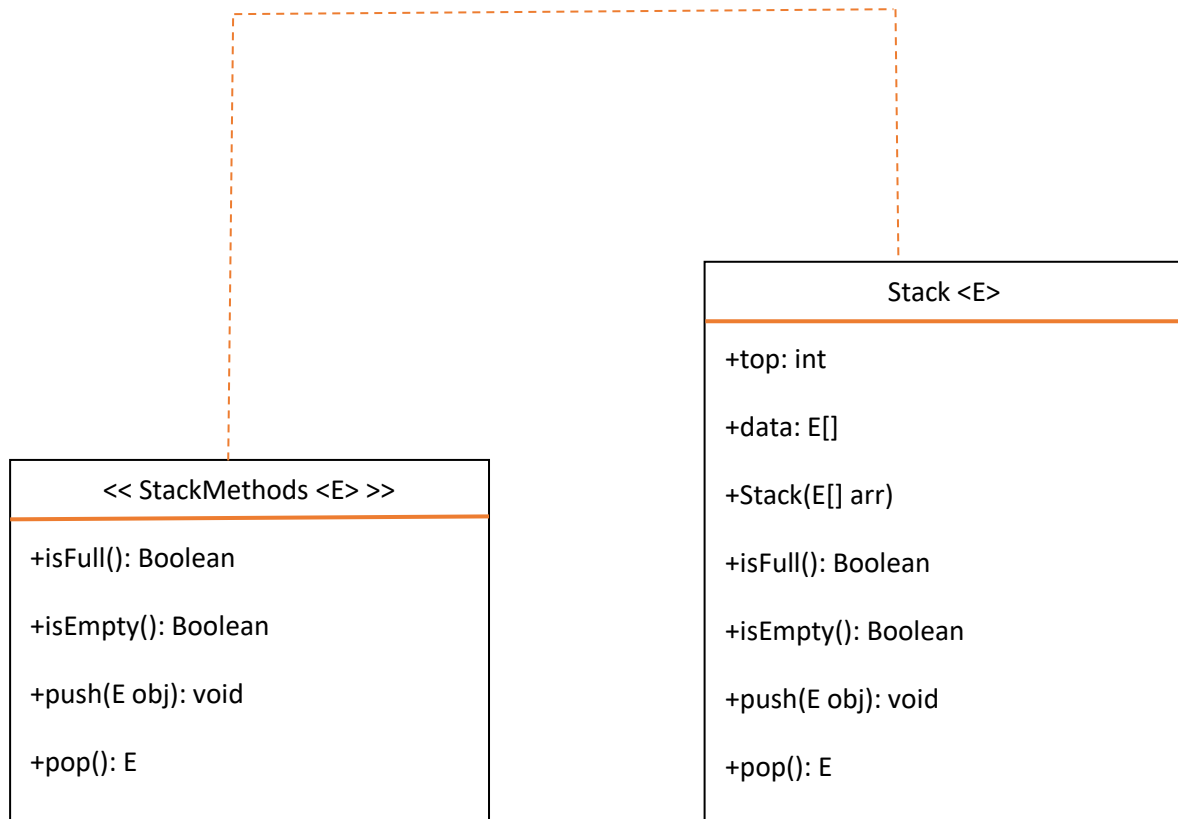 << StackMethods <E> >>
+isFull(): Boolean
+isEmpty(): Boolean
+push(E obj): void
+pop(): E
Stack <E>
+top: int
+data: E[]
+Stack(E[] arr)
+isFull(): Boolean
+isEmpty(): Boolean
+push(E obj): void
+pop(): E